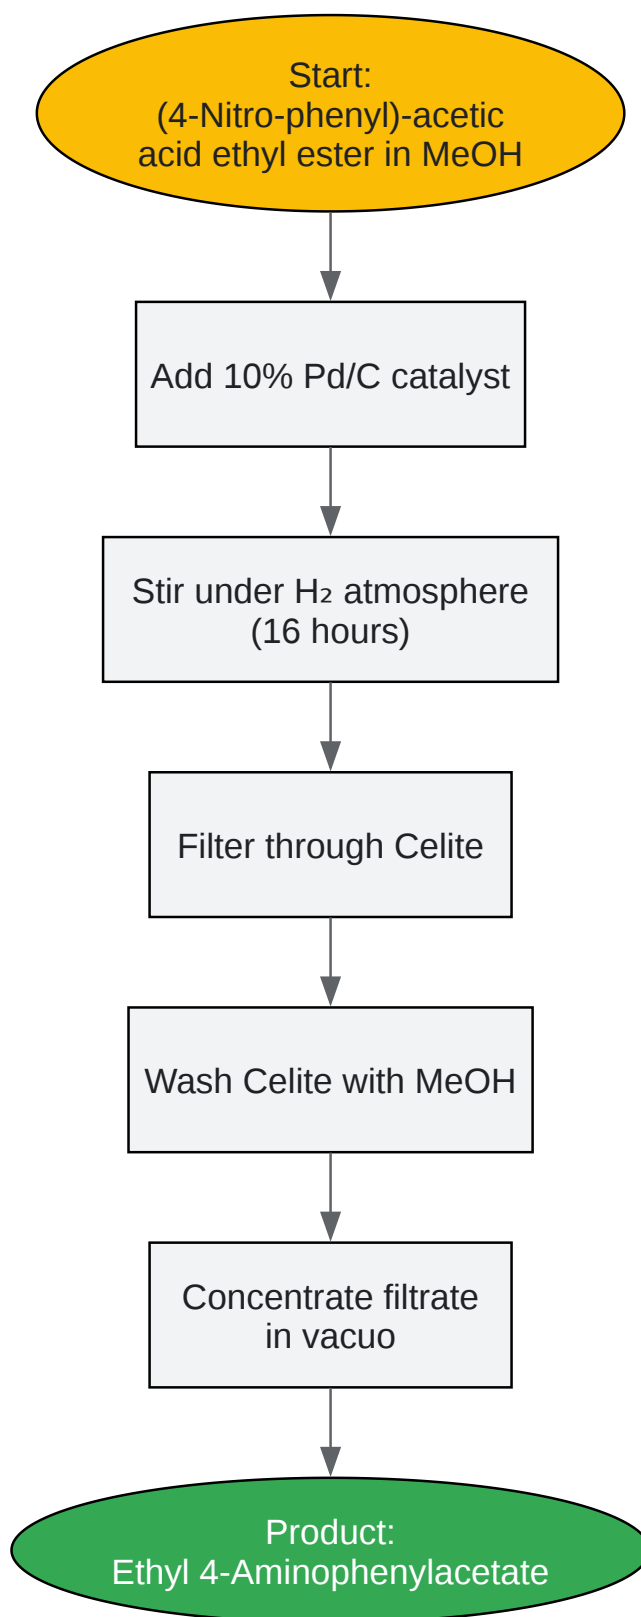 Start:
(4-Nitro-phenyl)-acetic
acid ethyl ester in MeOH
Add 10% Pd/C catalyst
Stir under H₂ atmosphere
(16 hours)
Filter through Celite
Wash Celite with MeOH
Concentrate filtrate
in vacuo
Product:
Ethyl 4-Aminophenylacetate